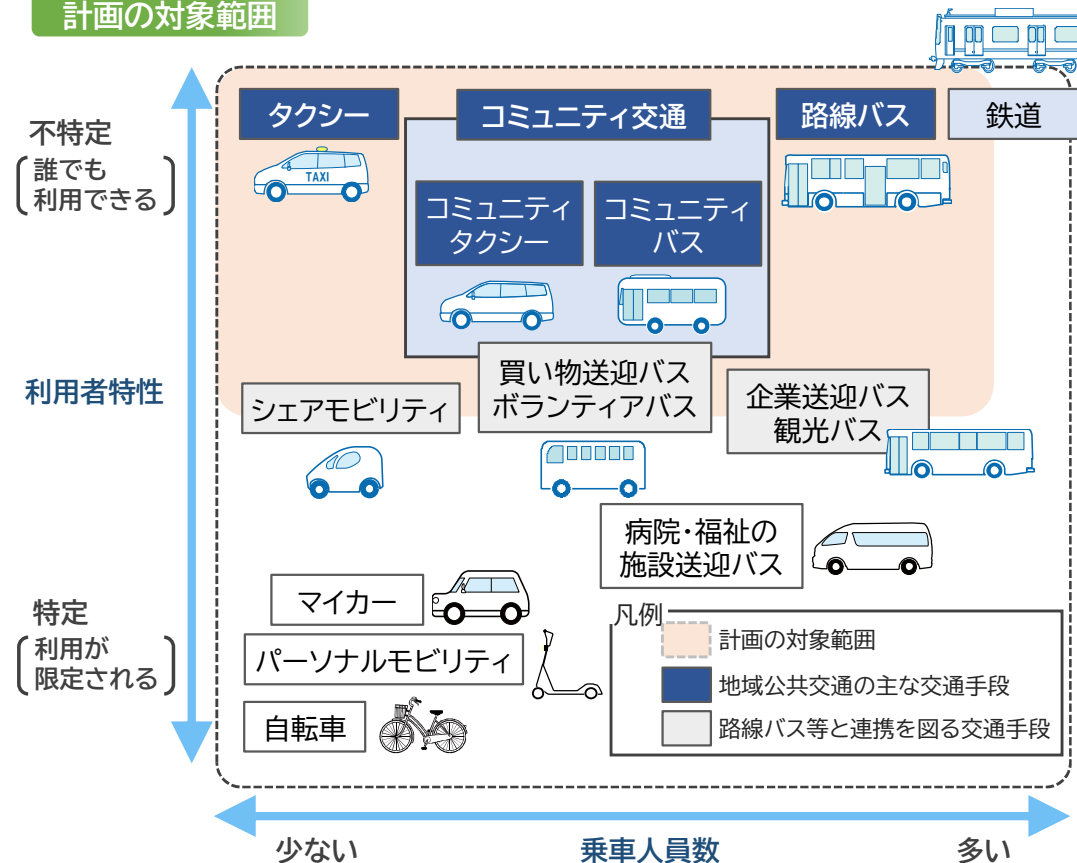 計画の対象範囲
不特定
誰でも
利用できる
タクシー
コミュニティ交通
路線バス
鉄道
TAXI
コミュニティ
タクシー
コミュニティ
バス
利用者特性
シェアモビリティ
買い物送迎バス
ボランティアバス
企業送迎バス
観光バス
病院・福祉の
施設送迎バス
特定
利用が
限定される
マイカー
パーソナルモビリティ
自転車
凡例
計画の対象範囲
地域公共交通の主な交通手段
路線バス等と連携を図る交通手段
少ない
乗車人員数
多い